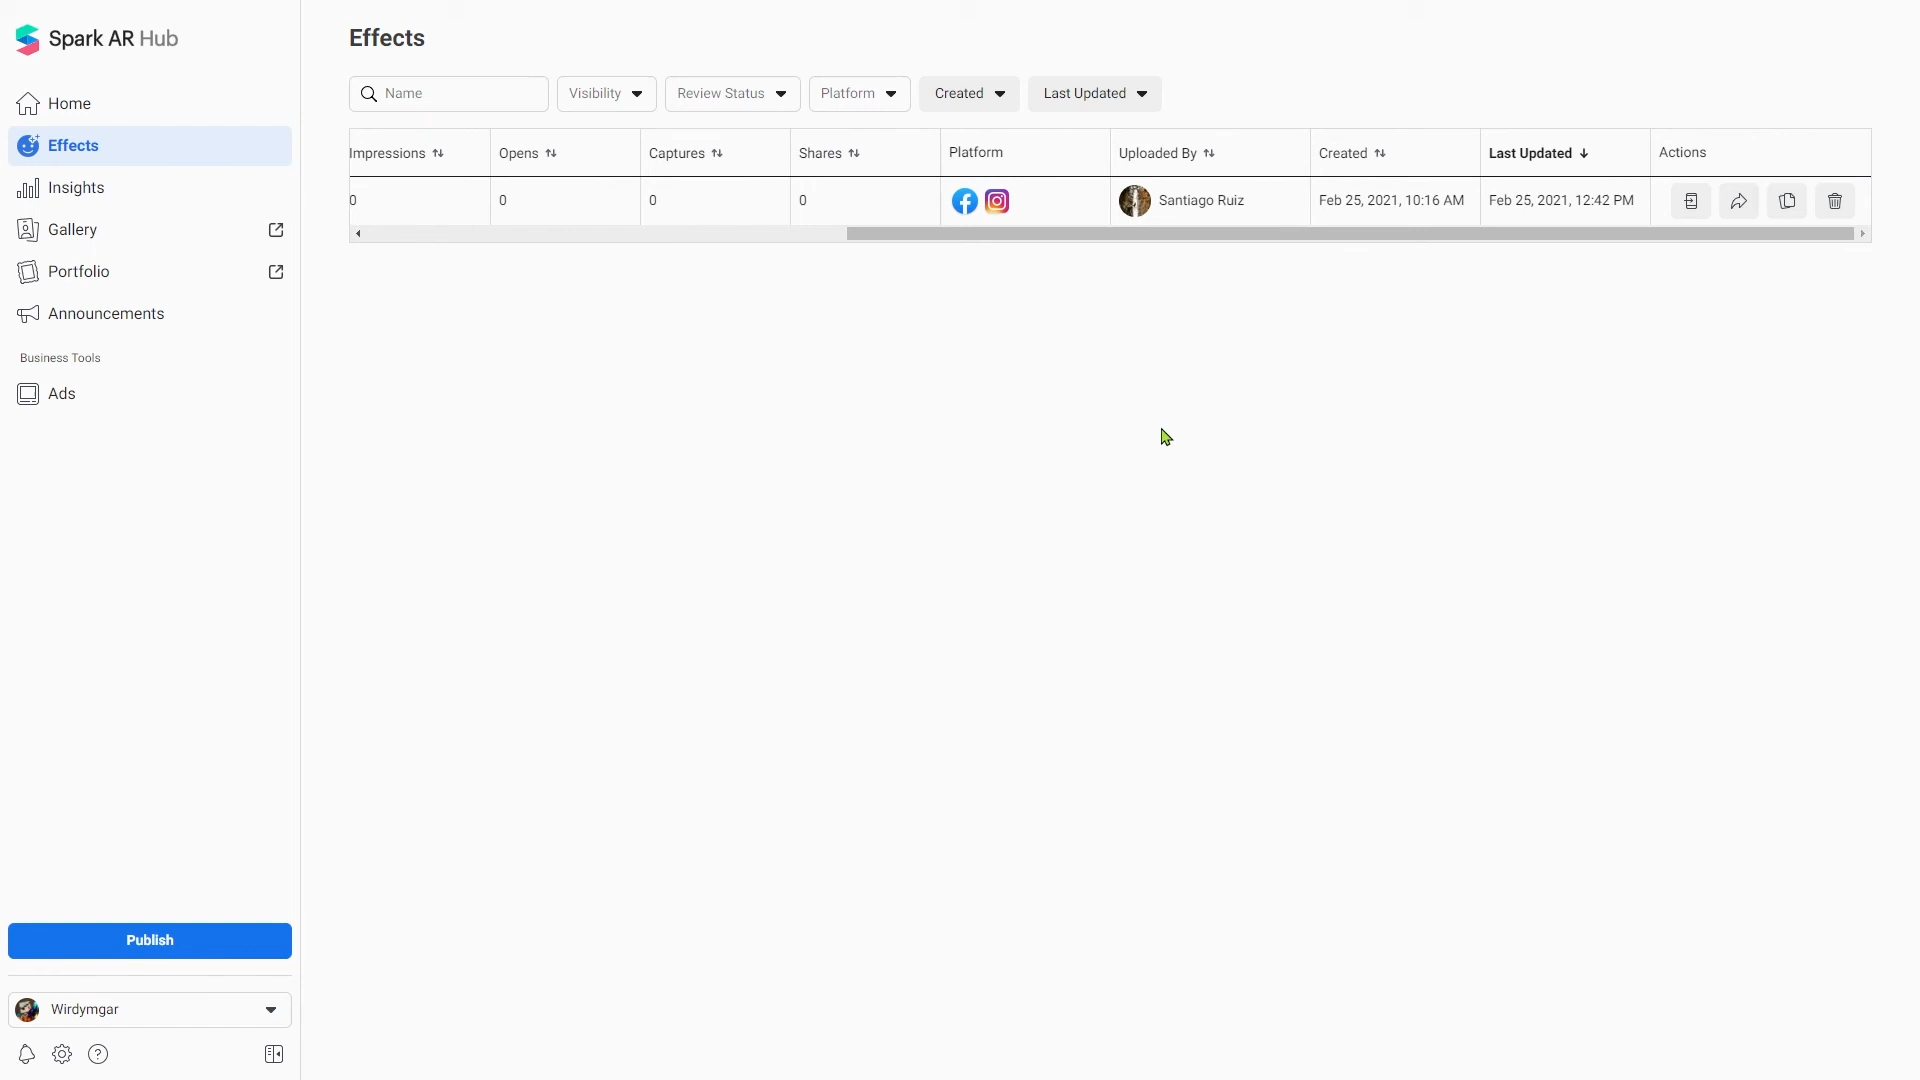 Spark AR Hub
Home
Effects
Insights
Gallery
Portfolio
Announcements
Business Tools
Ads
Publish
Wirdymgar
Effects
Name Visibility Review Status Platform Created Last Updated
Impressions Opens Captures Shares Platform Uploaded By Created Last Updated Actions
0 0 0 0 Santiago Ruiz Feb 25, 2021, 10:16 AM Feb 25, 2021, 12:42 PM